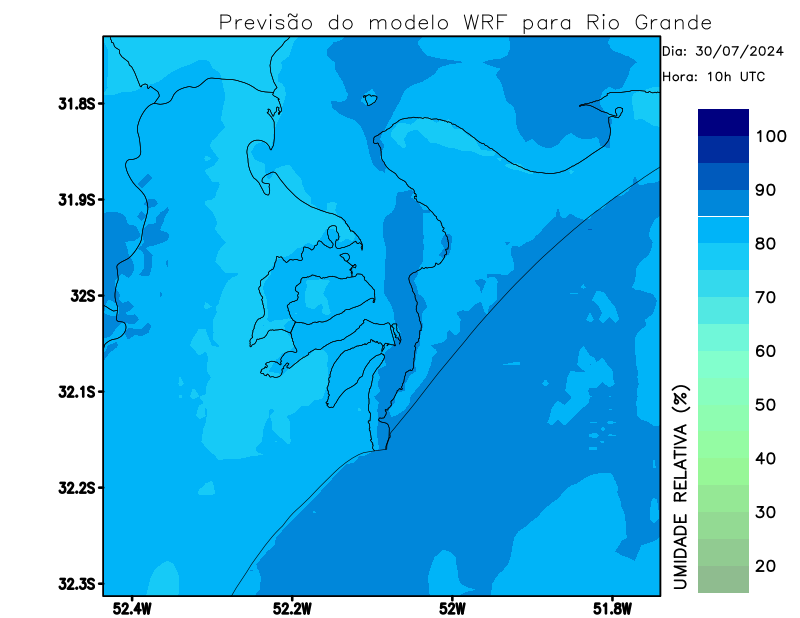 Previsão do modelo WRF para Rio Grande
Dia: 30/07/2024
Hora: 10h UTC
31.8S
31.9S
32S
32.1S
32.2S
32.3S
52.4W
52.2W
52W
51.8W
100
90
80
70
60
50
40
30
20
UMIDADE RELATIVA (%)